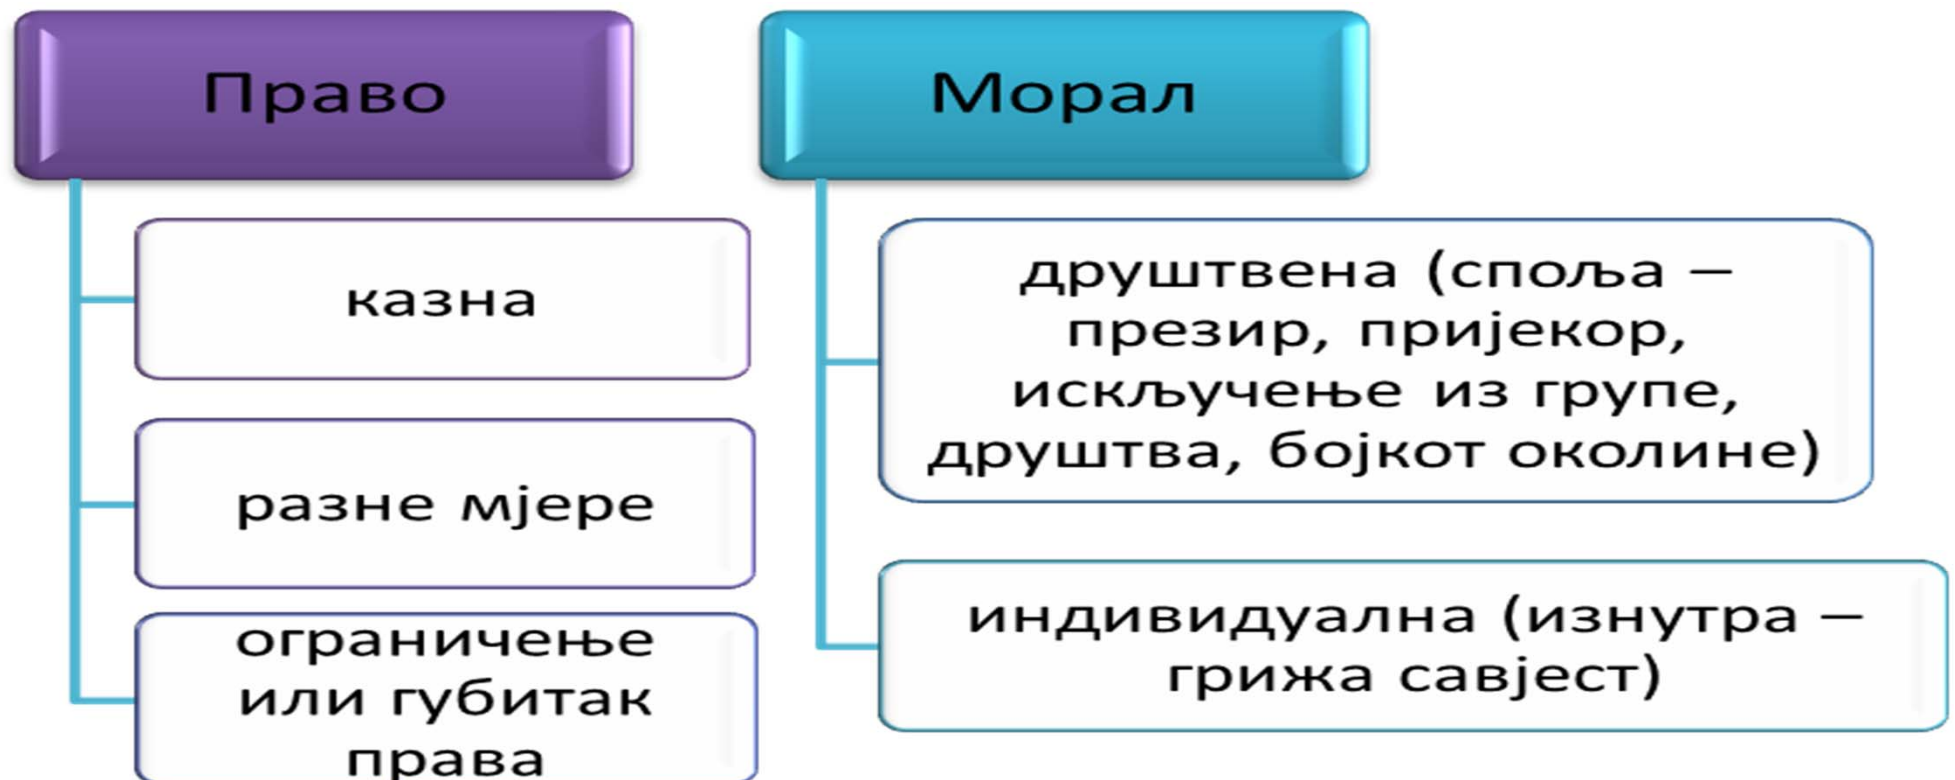 Право
казна
разне мјере
ограничење
или губитак
права
Морал
друштвена (споља –
презир, пријекор,
искључење из групе,
друштва, бојкот околине)
индивидуална (изнутра –
грижа савјест)